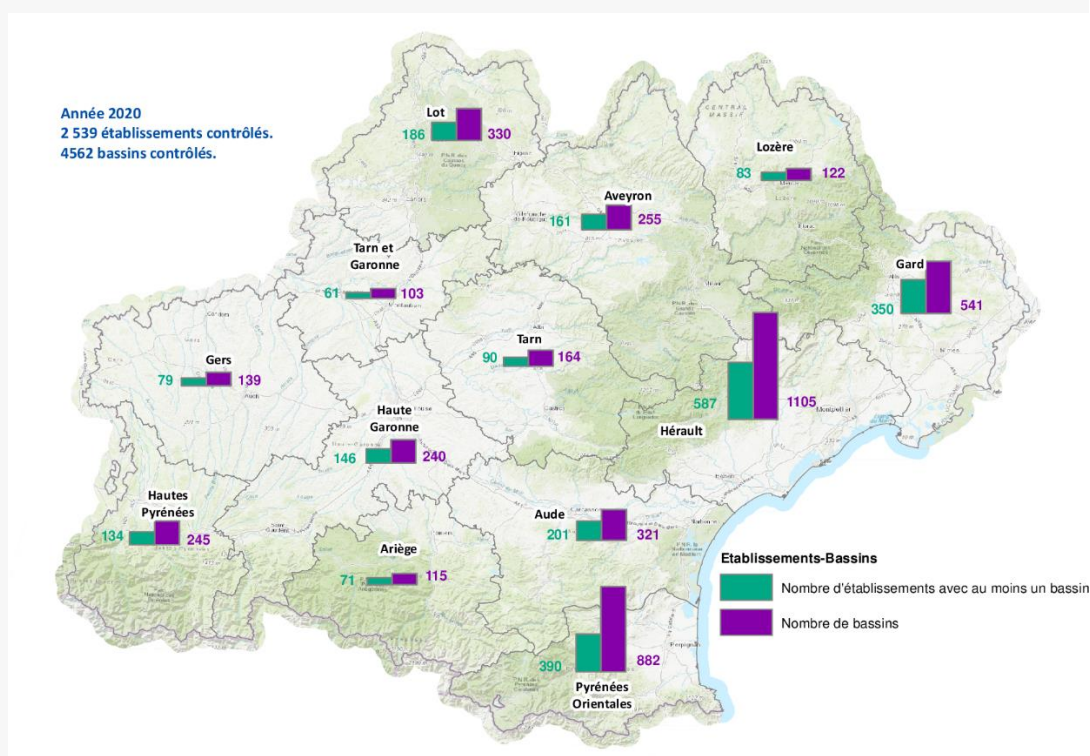 Année 2020
2 539 établissements contrôlés.
4562 bassins contrôlés.
Lot
186
330
Lozère
83
122
Aveyron
161
255
Tarn et
Garonne
61
103
Gard
350
541
Tarn
90
164
Gers
79
139
Hérault
587
1105
Montpellier
Haute
Garonne
146
240
Hautes
Pyrénées
134
245
Aude
201
321
Ariège
71
115
Pyrénées
Orientales
390
882
CENTRAL
MASSIF
Etablissements-Bassins
Nombre d'établissements avec au moins un bassin
Nombre de bassins